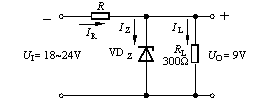 − R +
I_R I_Z I_L
U_I = 18~24V VD_Z R_L 300Ω U_O = 9V